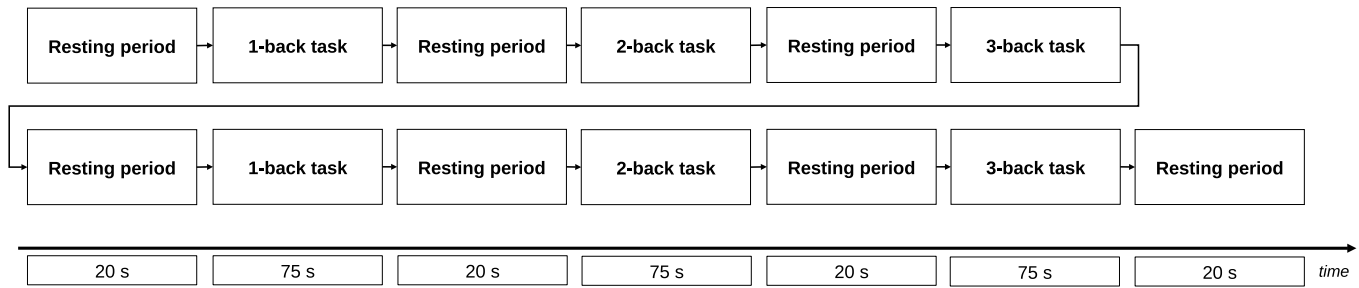 Resting period 1-back task Resting period 2-back task Resting period 3-back task
Resting period 1-back task Resting period 2-back task Resting period 3-back task Resting period
20 s 75 s 20 s 75 s 20 s 75 s 20 s time